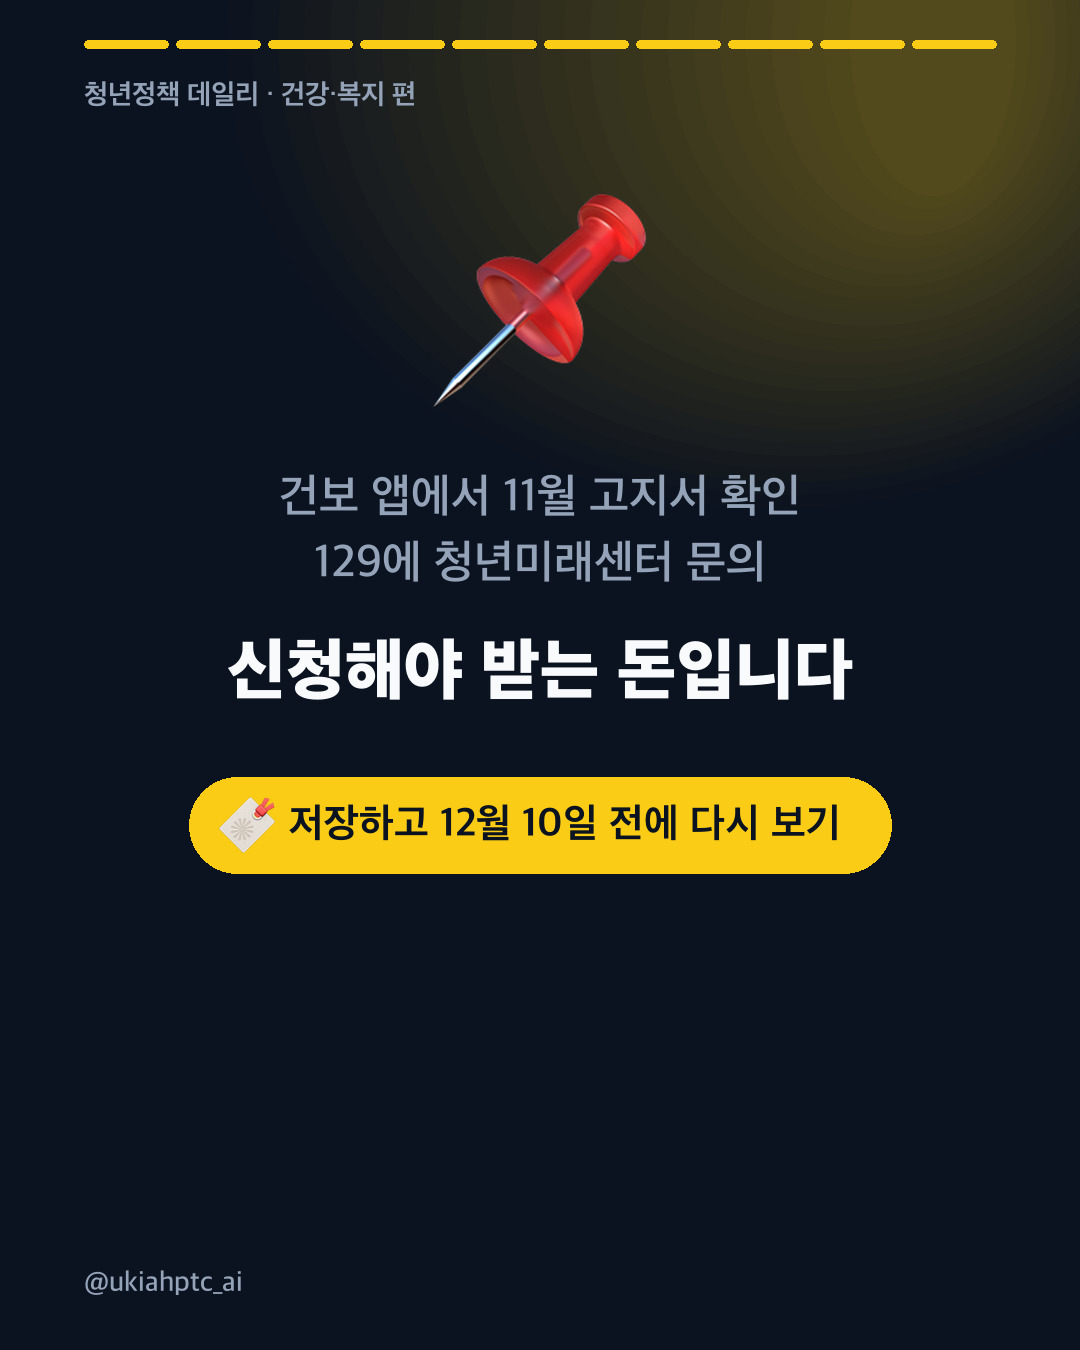 청년정책 데일리 · 건강·복지 편
건보 앱에서 11월 고지서 확인
129에 청년미래센터 문의
신청해야 받는 돈입니다
저장하고 12월 10일 전에 다시 보기
@ukiahptc_ai